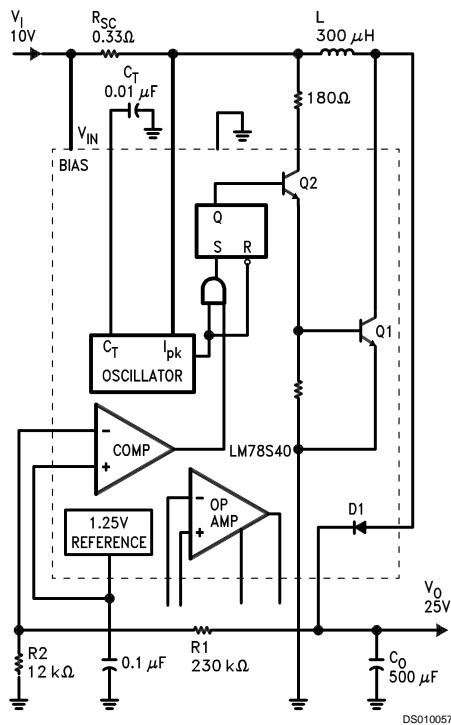 V_I
10V
R_SC
0.33Ω
L
300 μH
C_T
0.01 μF
180Ω
V_IN
BIAS
Q2
Q
S R
Q1
C_T I_pk
OSCILLATOR
−
COMP
+
LM78S40
− OP
AMP
+
D1
1.25V
REFERENCE
V_O
25V
R2
12 kΩ
0.1 μF
R1
230 kΩ
C_O
500 μF
DS010057